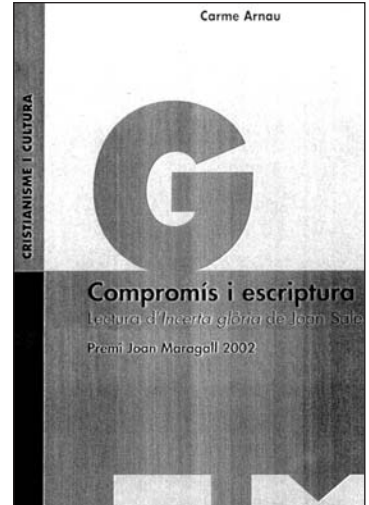 Carme Arnau
CRISTIANISME I CULTURA
G
Compromís i escriptura
Lectura d'Incerta glòria de Joan Sale
Premi Joan Maragall 2002